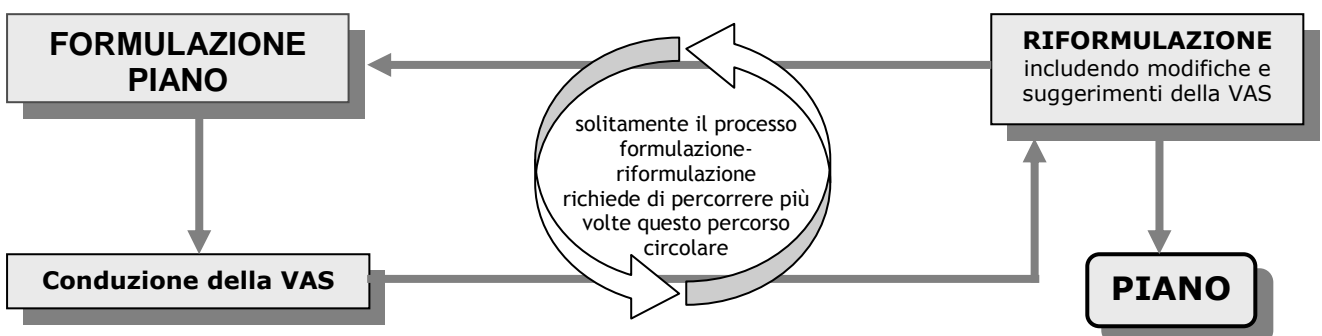 FORMULAZIONE
PIANO
RIFORMULAZIONE
includendo modifiche e
suggerimenti della VAS
solitamente il processo
formulazione-
riformulazione
richiede di percorrere più
volte questo percorso
circolare
Conduzione della VAS
PIANO